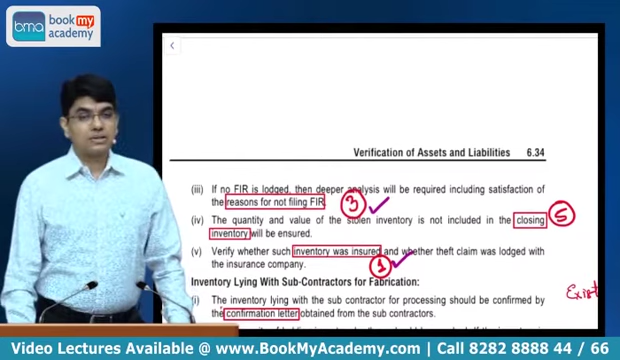 bma
book my
academy
Verification of Assets and Liabilities 6.34
(iii) If no FIR is lodged, then deeper analysis will be required including satisfaction of
the reasons for not filing FIR.
3
(iv) The quantity and value of the stolen inventory is not included in the closing
inventory will be ensured.
5
(v) Verify whether such inventory was insured and whether theft claim was lodged with
the insurance company.
1
Inventory Lying With Sub-Contractors for Fabrication:
Exist
(i) The inventory lying with the sub contractor for processing should be confirmed by
the confirmation letter obtained from the sub contractors.
Video Lectures Available @ www.BookMyAcademy.com | Call 8282 8888 44 / 66